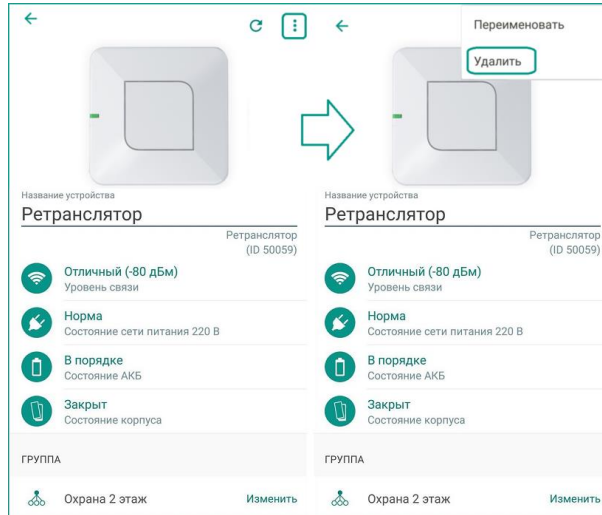 Название устройства
Ретранслятор
Ретранслятор
(ID 50059)
Отличный (-80 дБм)
Уровень связи
Норма
Состояние сети питания 220 В
В порядке
Состояние АКБ
Закрыт
Состояние корпуса
ГРУППА
Охрана 2 этаж
Изменить
Переименовать
Удалить
Название устройства
Ретранслятор
Ретранслятор
(ID 50059)
Отличный (-80 дБм)
Уровень связи
Норма
Состояние сети питания 220 В
В порядке
Состояние АКБ
Закрыт
Состояние корпуса
ГРУППА
Охрана 2 этаж
Изменить